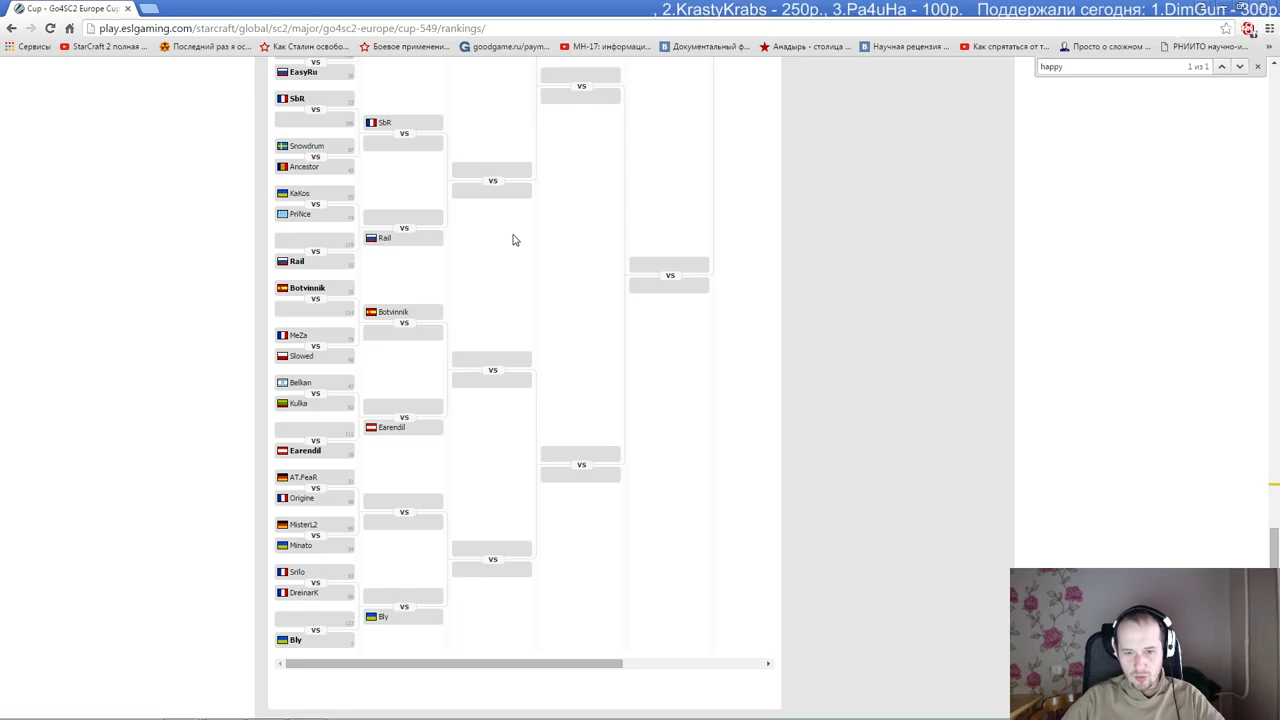 , 2.KrastyKrabs - 250р., 3.Pa4uHa - 100р. Поддержали сегодня: 1.DimGun - 300р
Cup - Go4SC2 Europe Cup
play.eslgaming.com/starcraft/global/sc2/major/go4sc2-europe/cup-549/rankings/
Сервисы
StarCraft 2 полная ...
Последний раз я ос...
Как Сталин освобо...
Боевое применени...
goodgame.ru/paym...
МН-17: информаци...
Документальный ф...
Анадырь - столица ...
Научная рецензия ...
Как спрятаться от т...
Просто о сложном ...
РНИИТО научно-и...
»
happy
1 из 1
VS
EasyRu
SbR
VS
Snowdrum
VS
Ancestor
KaKos
VS
PriNce
VS
Rail
Botvinnik
VS
MeZa
VS
Slowed
Belkan
VS
Kulka
VS
Earendil
AT.FeaR
VS
Origine
MisterL2
VS
Minato
Srilo
VS
DreinarK
VS
Bly
SbR
VS
VS
Rail
Botvinnik
VS
VS
Earendil
VS
VS
Bly
VS
VS
VS
VS
VS
VS